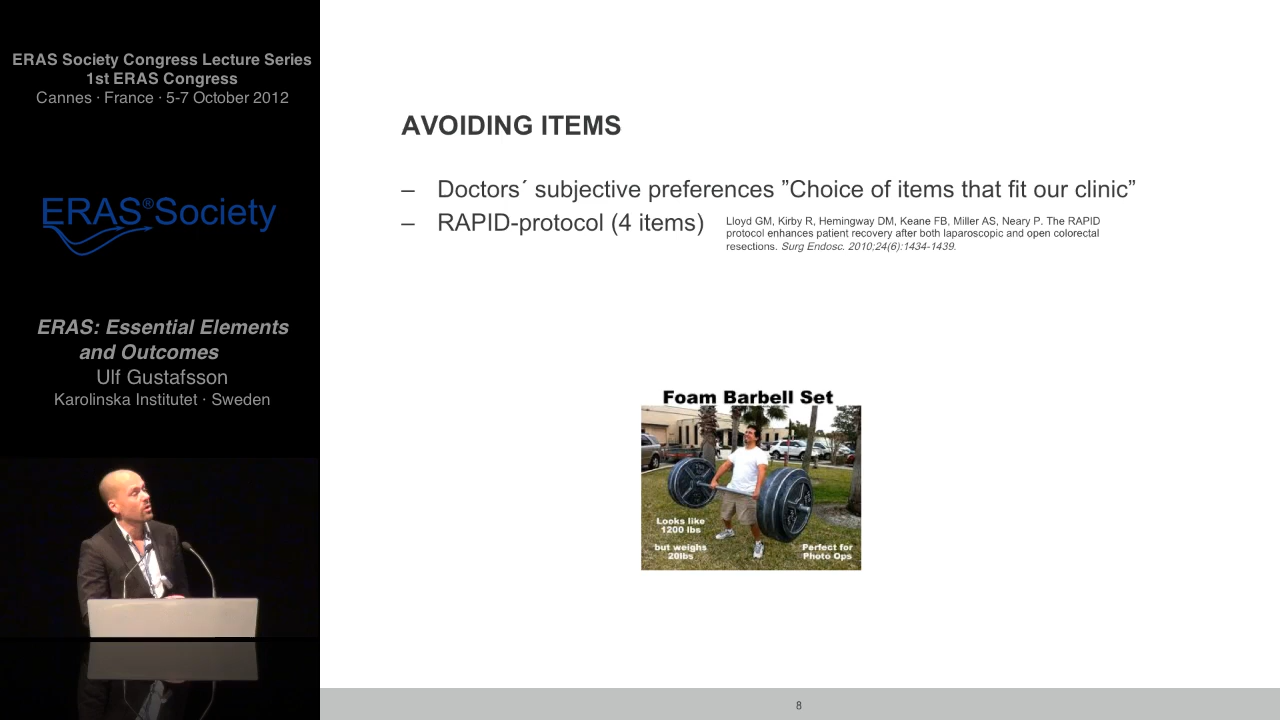 ERAS Society Congress Lecture Series
1st ERAS Congress
Cannes · France · 5-7 October 2012
ERAS®Society
ERAS: Essential Elements
and Outcomes
Ulf Gustafsson
Karolinska Institutet · Sweden
AVOIDING ITEMS
– Doctors´ subjective preferences ”Choice of items that fit our clinic”
– RAPID-protocol (4 items)
Lloyd GM, Kirby R, Hemingway DM, Keane FB, Miller AS, Neary P. The RAPID
protocol enhances patient recovery after both laparoscopic and open colorectal
resections. Surg Endosc. 2010;24(6):1434-1439.
Foam Barbell Set
Looks like
1200 lbs
but weighs
20lbs
Perfect for
Photo Ops
8